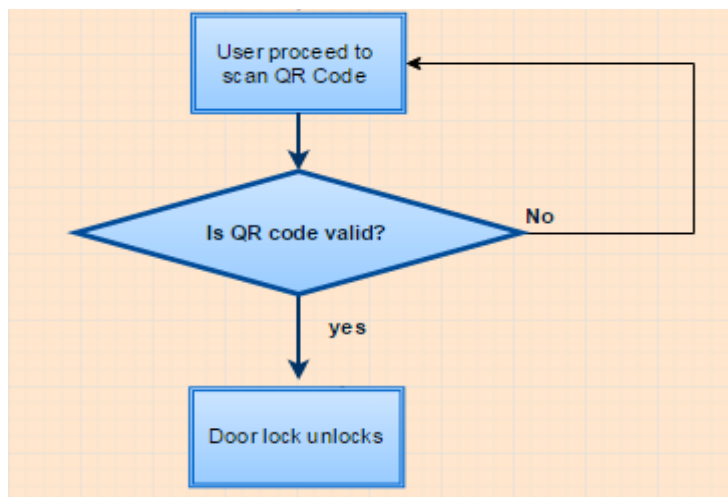 User proceed to
scan QR Code
Is QR code valid?
No
yes
Door lock unlocks